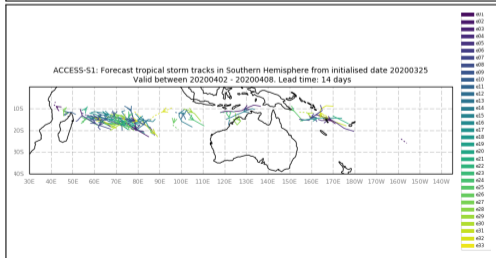 ACCESS-S1: Forecast tropical storm tracks in Southern Hemisphere from initialised date 20200325
Valid between 20200402 - 20200408. Lead time: 14 days
10S
20S
30S
40S
30E 40E 50E 60E 70E 80E 90E 100E 110E 120E 130E 140E 150E 160E 170E 180W 170W 160W 150W 140W
e01
e02
e03
e04
e05
e06
e07
e08
e09
e10
e11
e12
e13
e14
e15
e16
e17
e18
e19
e20
e21
e22
e23
e24
e25
e26
e27
e28
e29
e30
e31
e32
e33